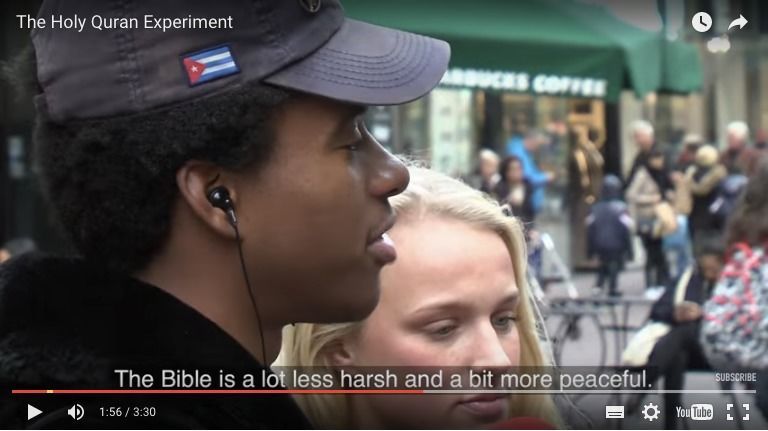 The Holy Quran Experiment
STARBUCKS COFFEE
The Bible is a lot less harsh and a bit more peaceful.
SUBSCRIBE
1:56 / 3:30
YouTube